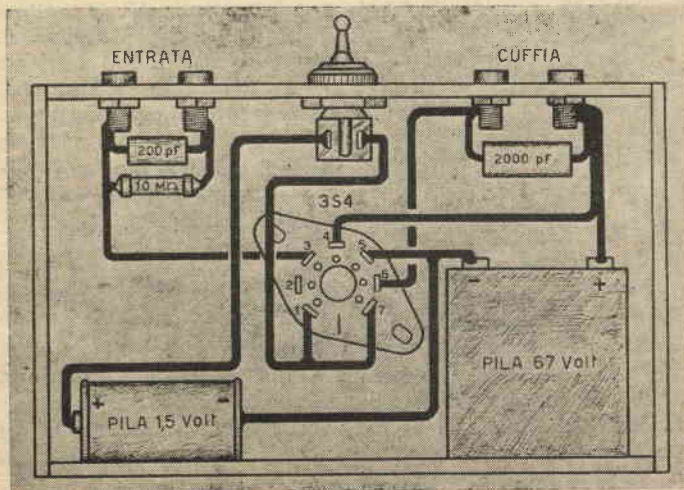 ENTRATA
CUFFIA
200 pf
10 MΩ
2000 pf
3S4
4
3
5
2
6
1
7
- +
PILA 67 Volt
+ -
PILA 1,5 Volt